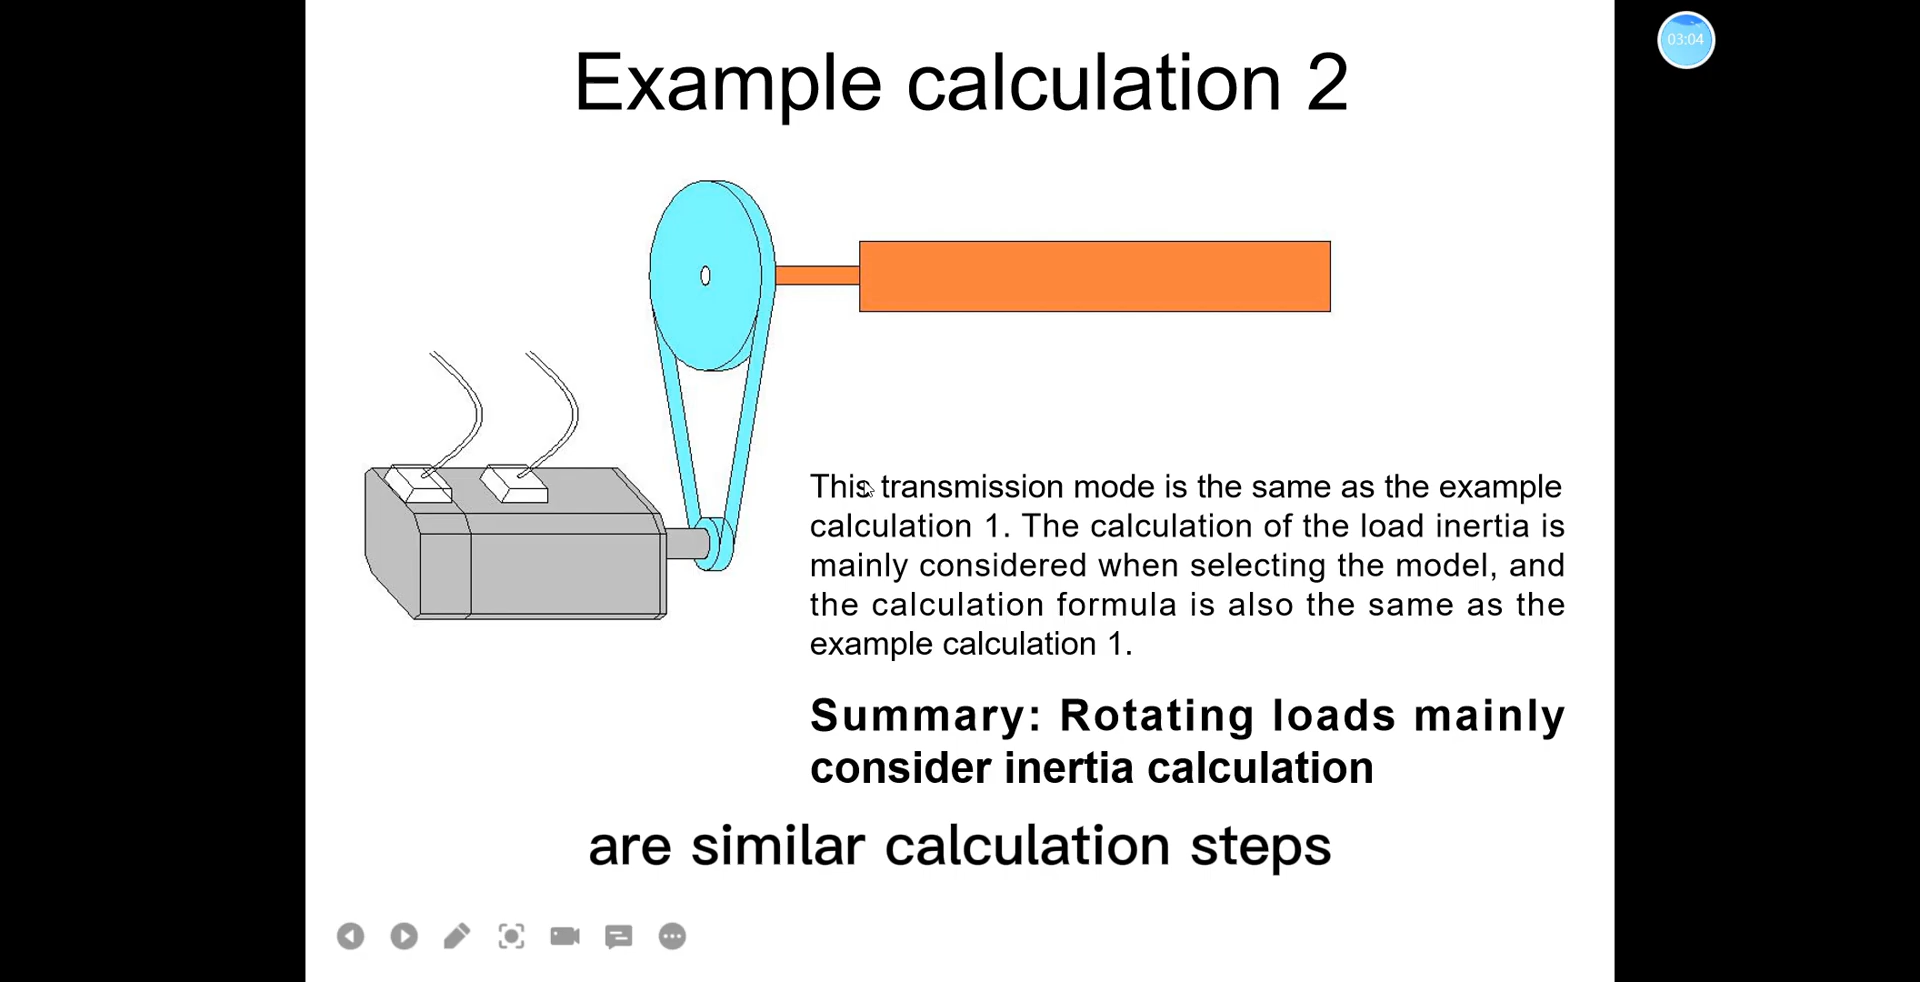 03:04
Example calculation 2
This transmission mode is the same as the example
calculation 1. The calculation of the load inertia is
mainly considered when selecting the model, and
the calculation formula is also the same as the
example calculation 1.
Summary: Rotating loads mainly
consider inertia calculation
are similar calculation steps